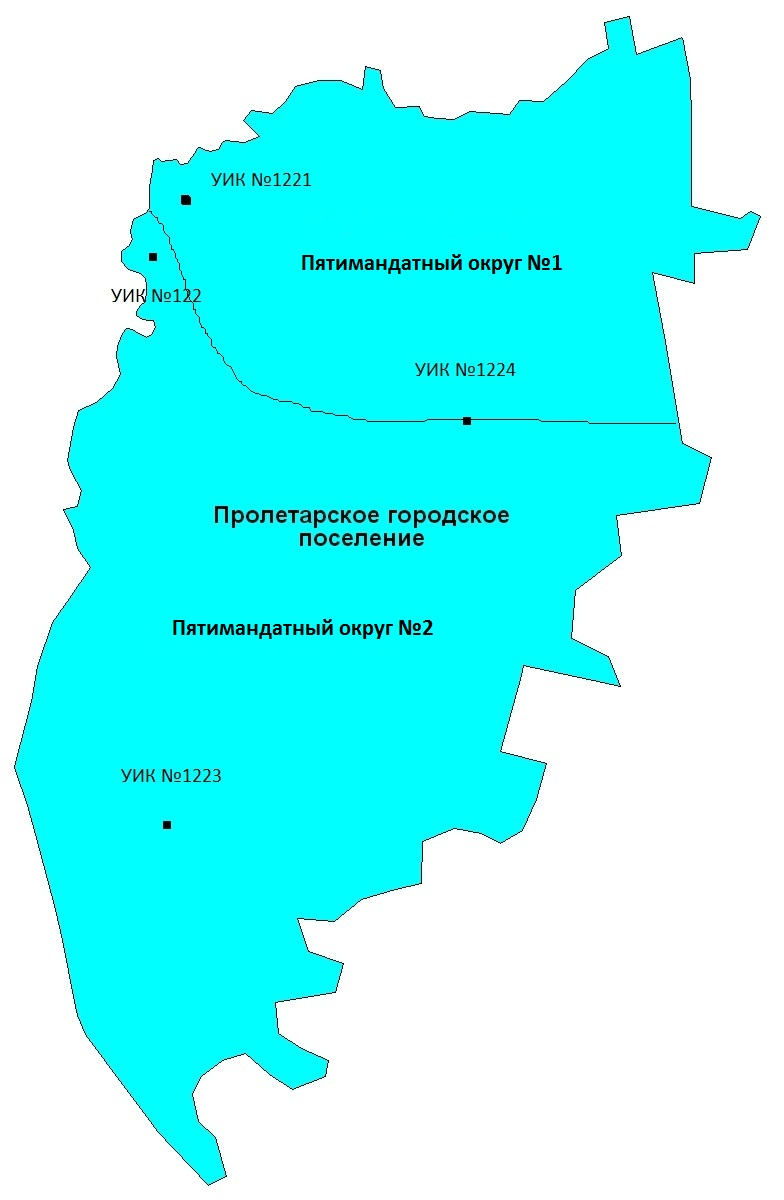 УИК №1221
Пятимандатный округ №1
УИК №122
УИК №1224
Пролетарское городское
поселение
Пятимандатный округ №2
УИК №1223